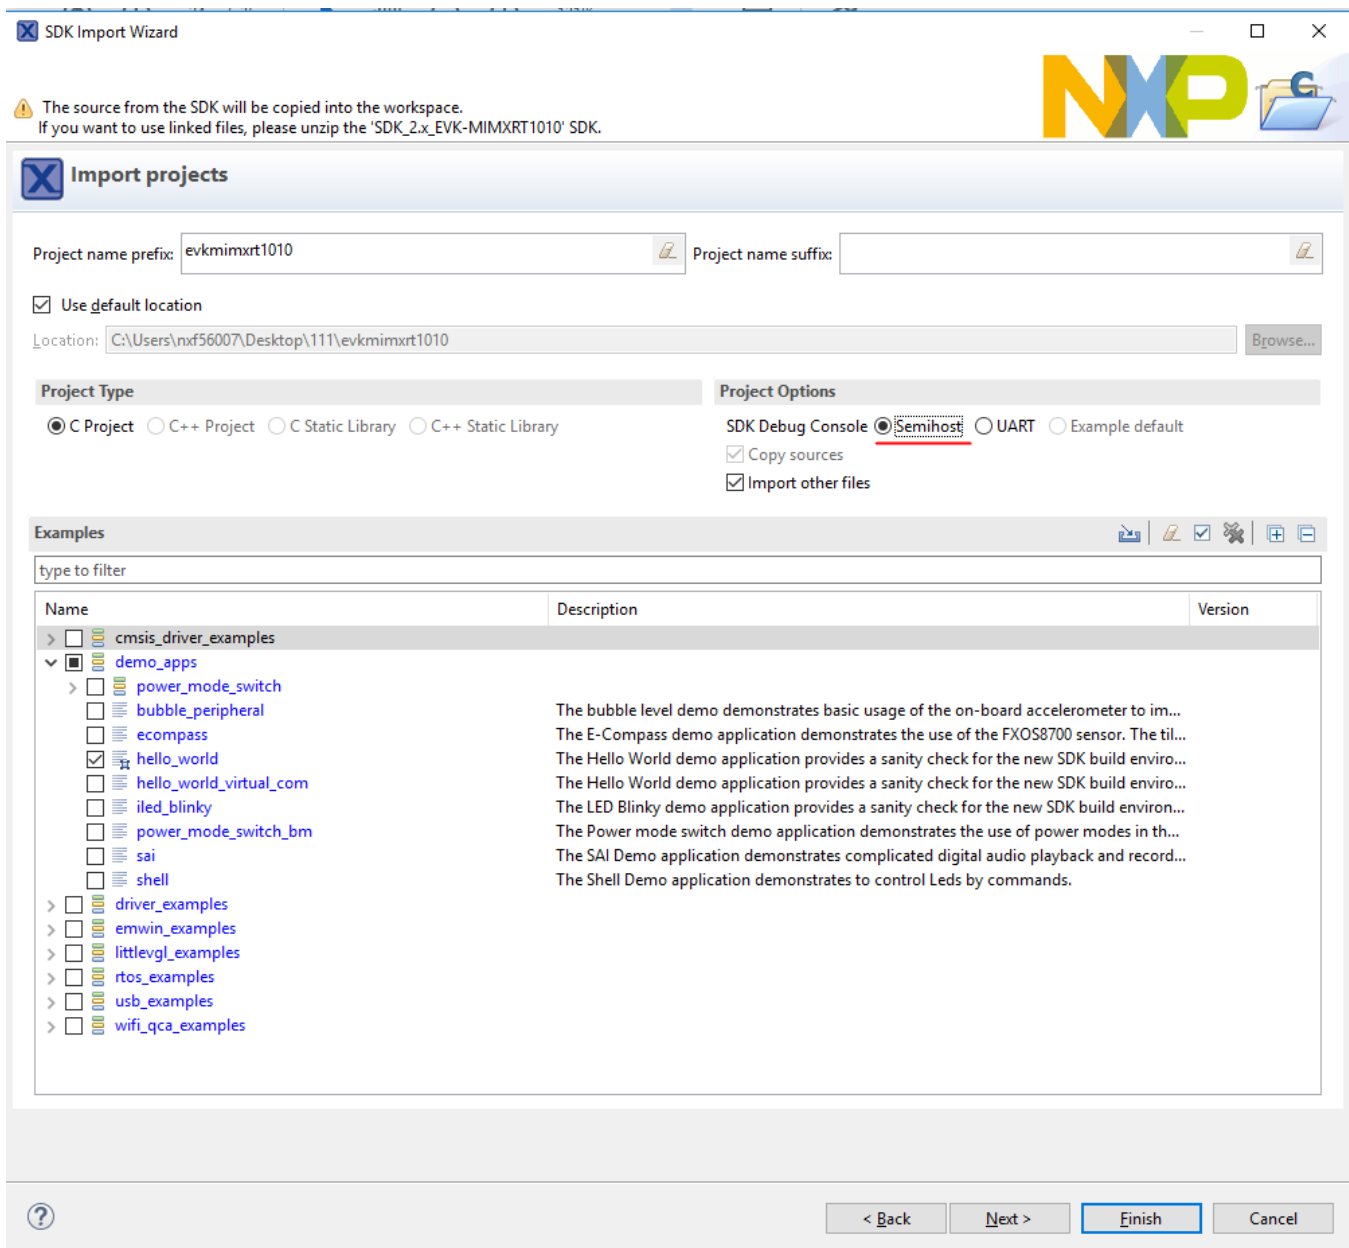 SDK Import Wizard
The source from the SDK will be copied into the workspace.
If you want to use linked files, please unzip the 'SDK_2.x_EVK-MIMXRT1010' SDK.
NXP
Import projects
Project name prefix: evkmimxrt1010 Project name suffix:
Use default location
Location: C:\Users\nxf56007\Desktop\111\evkmimxrt1010 Browse...
Project Type Project Options
C Project C++ Project C Static Library C++ Static Library SDK Debug Console Semihost UART Example default
Copy sources
Import other files
Examples
type to filter
Name Description Version
cmsis_driver_examples
demo_apps
power_mode_switch
bubble_peripheral The bubble level demo demonstrates basic usage of the on-board accelerometer to im...
ecompass The E-Compass demo application demonstrates the use of the FXOS8700 sensor. The til...
hello_world The Hello World demo application provides a sanity check for the new SDK build enviro...
hello_world_virtual_com The Hello World demo application provides a sanity check for the new SDK build enviro...
iled_blinky The LED Blinky demo application provides a sanity check for the new SDK build environ...
power_mode_switch_bm The Power mode switch demo application demonstrates the use of power modes in th...
sai The SAI Demo application demonstrates complicated digital audio playback and record...
shell The Shell Demo application demonstrates to control Leds by commands.
driver_examples
emwin_examples
littlevgl_examples
rtos_examples
usb_examples
wifi_qca_examples
< Back Next > Finish Cancel